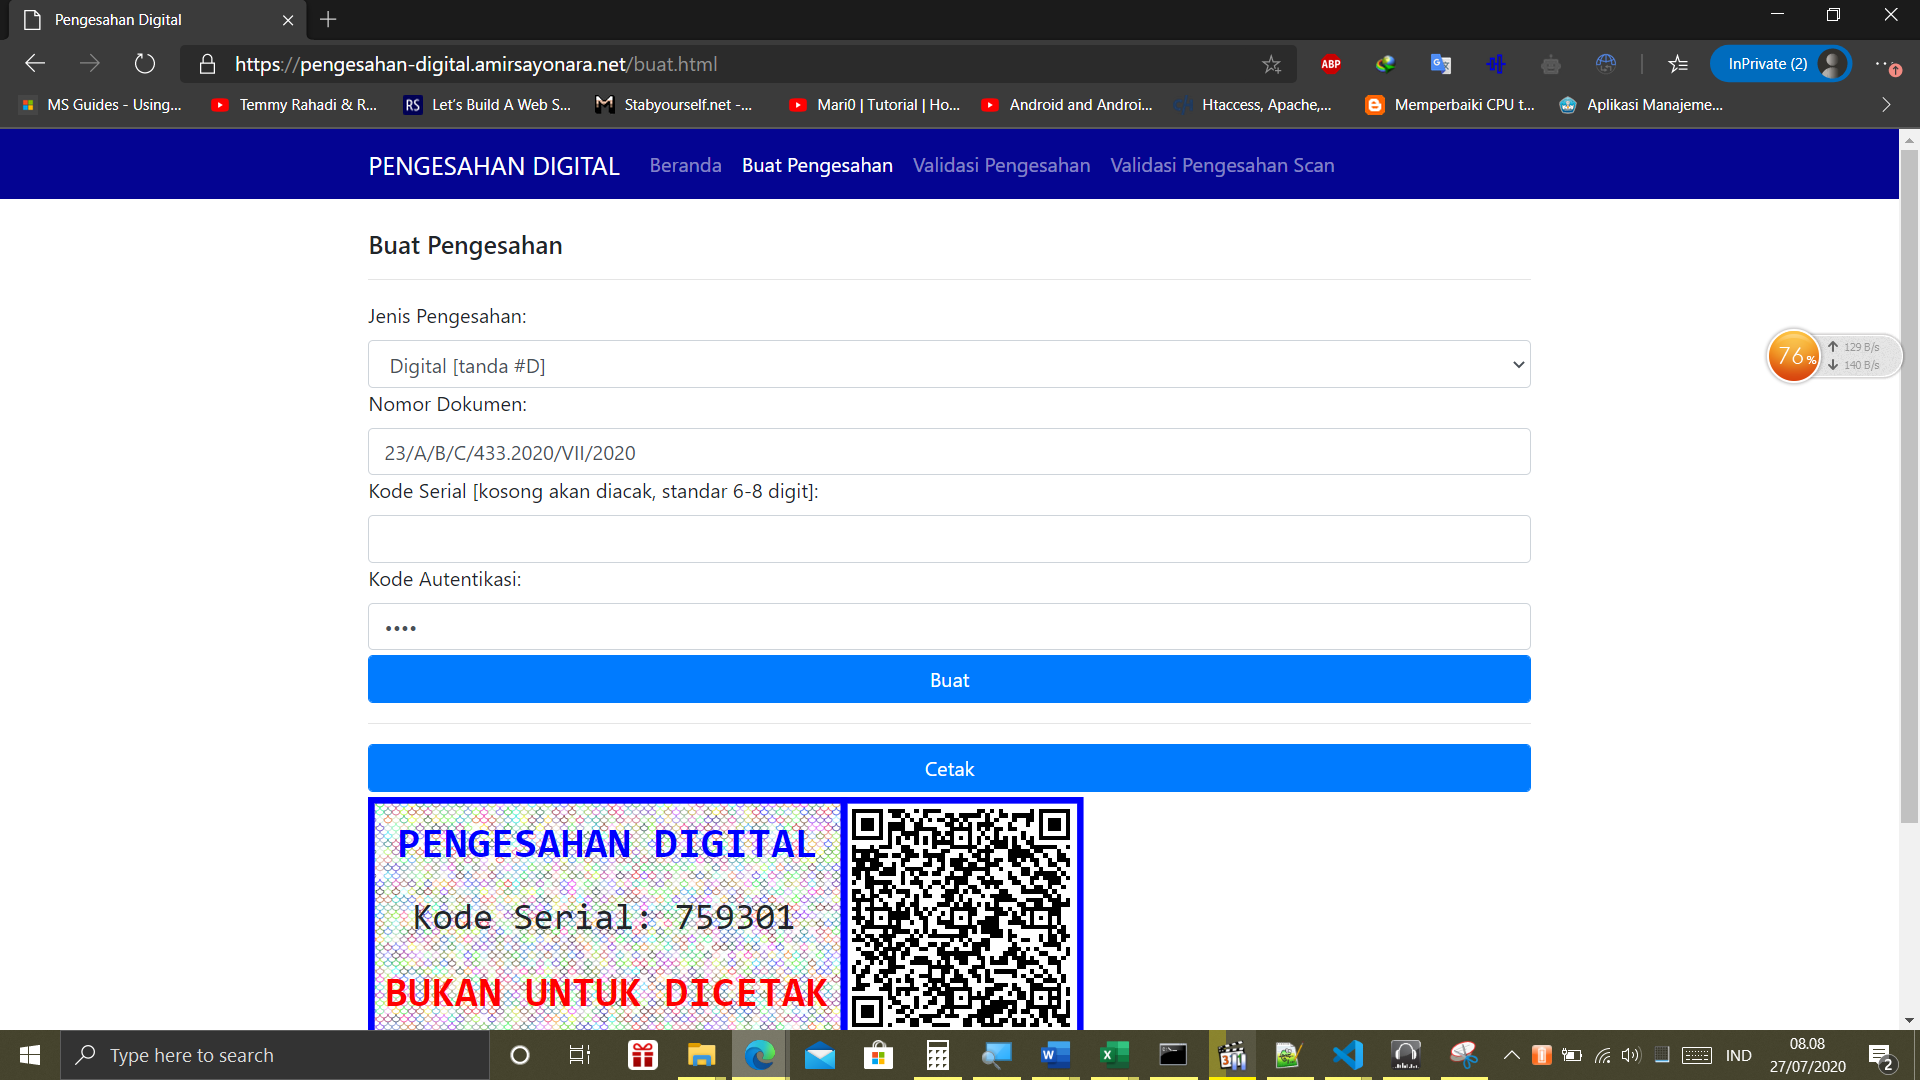 Pengesahan Digital
https://pengesahan-digital.amirsayonara.net/buat.html
ABP
InPrivate (2)
MS Guides - Using...
Temmy Rahadi & R...
RS
Let's Build A Web S...
Stabyourself.net -...
Mari0 | Tutorial | Ho...
Android and Androi...
Htaccess, Apache,...
Memperbaiki CPU t...
Aplikasi Manajeme...
PENGESAHAN DIGITAL
Beranda
Buat Pengesahan
Validasi Pengesahan
Validasi Pengesahan Scan
Buat Pengesahan
Jenis Pengesahan:
Digital [tanda #D]
76%
129 B/s
140 B/s
Nomor Dokumen:
23/A/B/C/433.2020/VII/2020
Kode Serial [kosong akan diacak, standar 6-8 digit]:
Kode Autentikasi:
••••
Buat
Cetak
PENGESAHAN DIGITAL
Kode Serial: 759301
BUKAN UNTUK DICETAK
Type here to search
IND
08.08
27/07/2020
2